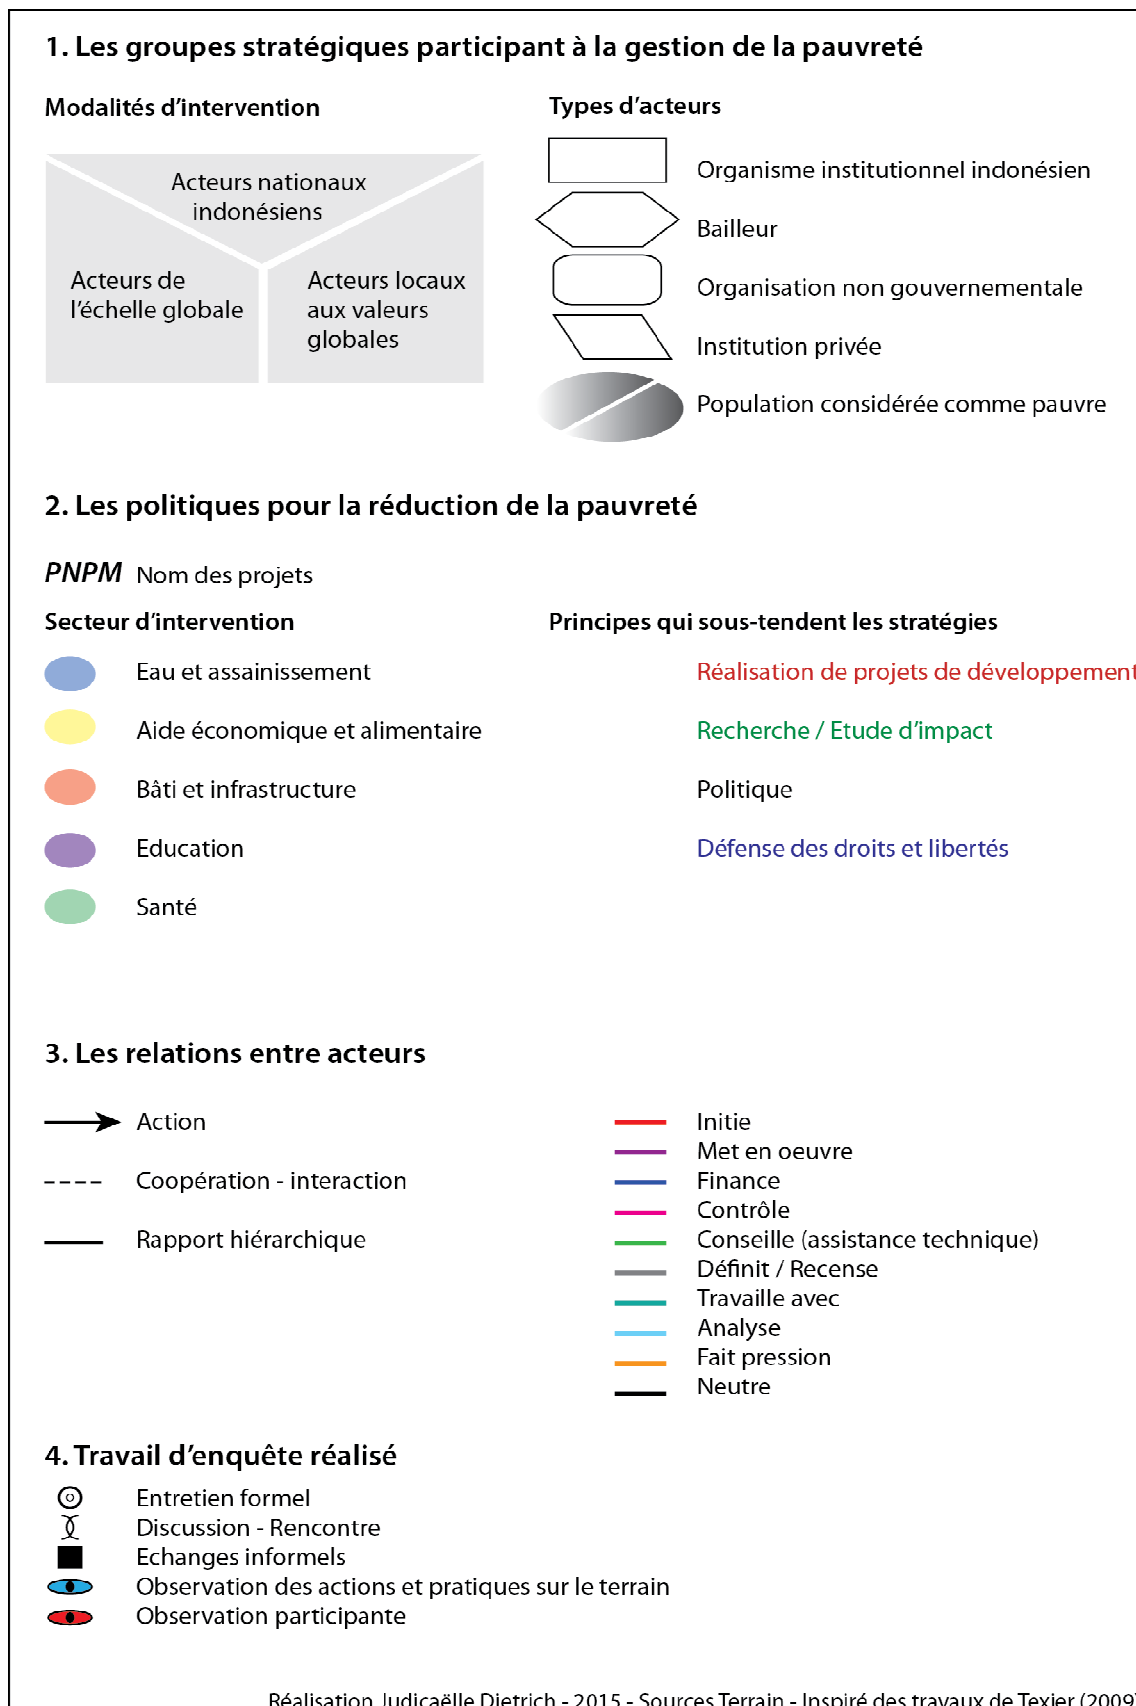 1. Les groupes stratégiques participant à la gestion de la pauvreté
Modalités d’intervention
Acteurs nationaux
indonésiens
Acteurs de
l’échelle globale
Acteurs locaux
aux valeurs
globales
Types d’acteurs
Organisme institutionnel indonésien
Bailleur
Organisation non gouvernementale
Institution privée
Population considérée comme pauvre
2. Les politiques pour la réduction de la pauvreté
PNPM Nom des projets
Secteur d’intervention
Eau et assainissement
Aide économique et alimentaire
Bâti et infrastructure
Education
Santé
Principes qui sous-tendent les stratégies
Réalisation de projets de développement
Recherche / Etude d’impact
Politique
Défense des droits et libertés
3. Les relations entre acteurs
Action
Coopération - interaction
Rapport hiérarchique
Initie
Met en oeuvre
Finance
Contrôle
Conseille (assistance technique)
Définit / Recense
Travaille avec
Analyse
Fait pression
Neutre
4. Travail d’enquête réalisé
Entretien formel
Discussion - Rencontre
Echanges informels
Observation des actions et pratiques sur le terrain
Observation participante
Réalisation Judicaëlle Dietrich - 2015 - Sources Terrain - Inspiré des travaux de Texier (2009)